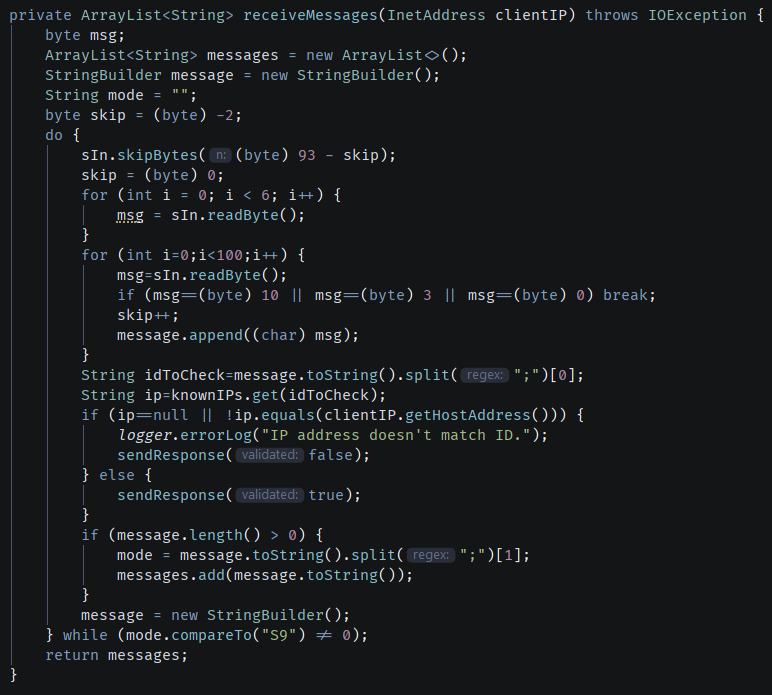 private ArrayList<String> receiveMessages(InetAddress clientIP) throws IOException {
    byte msg;
    ArrayList<String> messages = new ArrayList<>();
    StringBuilder message = new StringBuilder();
    String mode = "";
    byte skip = (byte) -2;
    do {
        sIn.skipBytes( n: (byte) 93 - skip);
        skip = (byte) 0;
        for (int i = 0; i < 6; i++) {
            msg = sIn.readByte();
        }
        for (int i=0;i<100;i++) {
            msg=sIn.readByte();
            if (msg==(byte) 10 || msg==(byte) 3 || msg==(byte) 0) break;
            skip++;
            message.append((char) msg);
        }
        String idToCheck=message.toString().split( regex: ";")[0];
        String ip=knownIPs.get(idToCheck);
        if (ip==null || !ip.equals(clientIP.getHostAddress())) {
            logger.errorLog("IP address doesn't match ID.");
            sendResponse( validated: false);
        } else {
            sendResponse( validated: true);
        }
        if (message.length() > 0) {
            mode = message.toString().split( regex: ";")[1];
            messages.add(message.toString());
        }
        message = new StringBuilder();
    } while (mode.compareTo("S9") != 0);
    return messages;
}